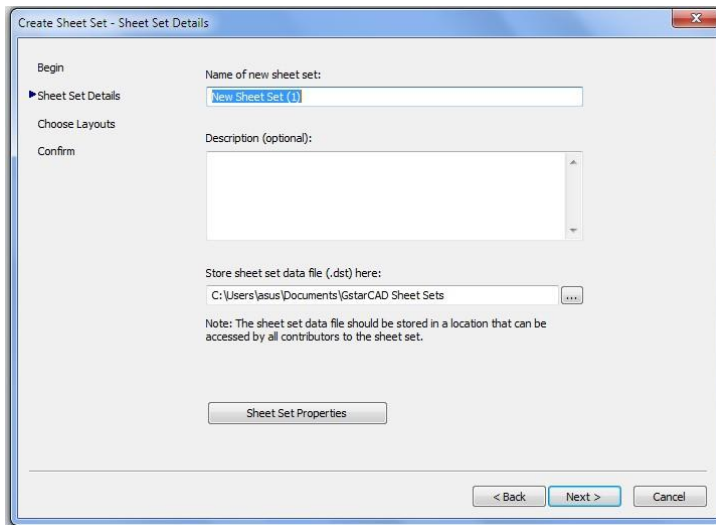 Create Sheet Set - Sheet Set Details
Begin
Sheet Set Details
Choose Layouts
Confirm
Name of new sheet set:
New Sheet Set (1)
Description (optional):
Store sheet set data file (.dst) here:
C:\Users\asus\Documents\GstarCAD Sheet Sets
...
Note: The sheet set data file should be stored in a location that can be
accessed by all contributors to the sheet set.
Sheet Set Properties
< Back
Next >
Cancel